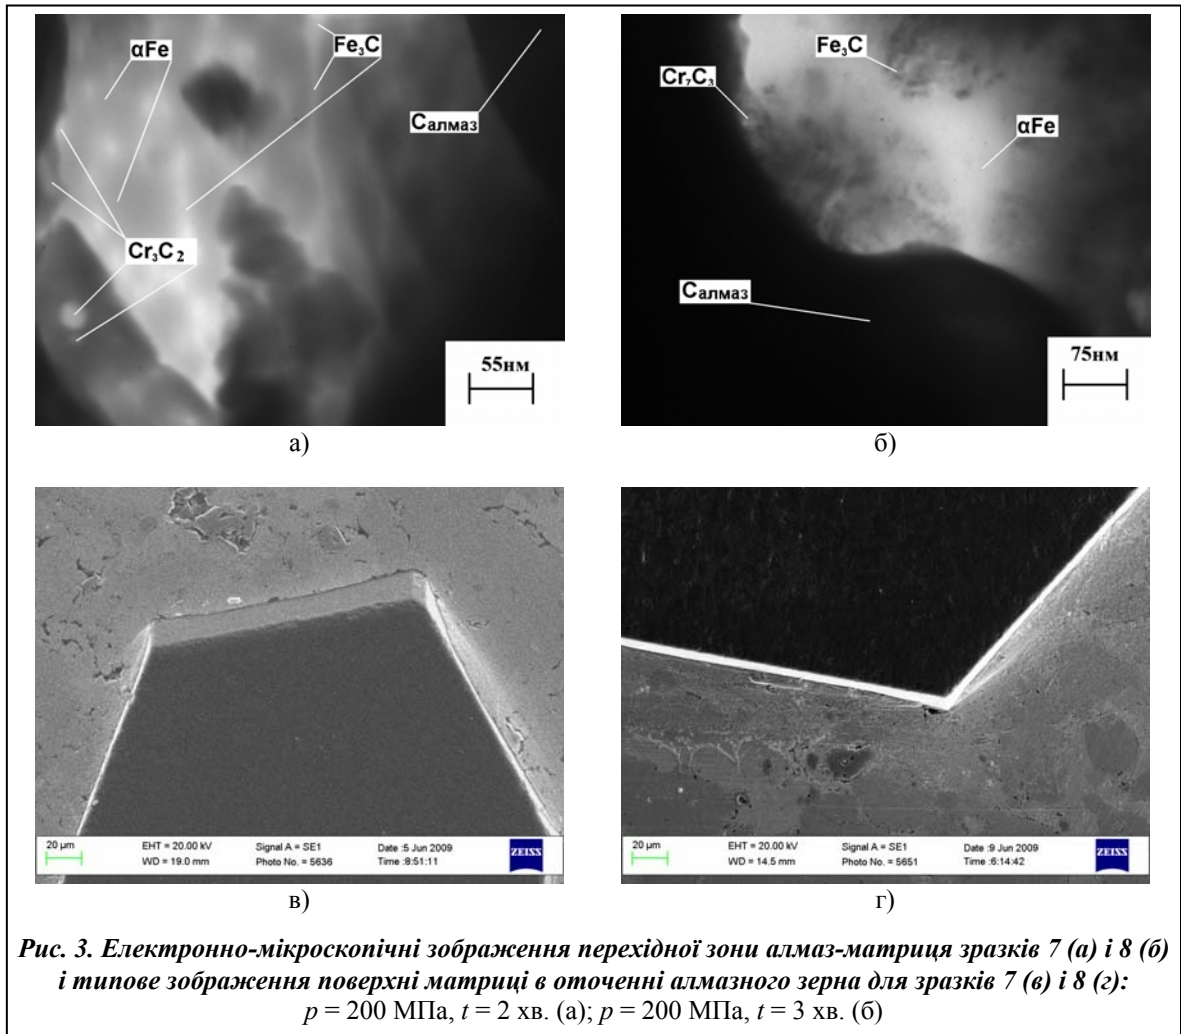 αFe
Fe₃C
Cалмаз
Cr₃C₂
55нм
а)
Fe₃C
Cr₇C₃
αFe
Cалмаз
75нм
б)
20 µm
EHT = 20.00 kV
Signal A = SE1
Date :5 Jun 2009
WD = 19.0 mm
Photo No. = 5636
Time :8:51:11
ZEISS
в)
20 µm
EHT = 20.00 kV
Signal A = SE1
Date :9 Jun 2009
WD = 14.5 mm
Photo No. = 5651
Time :6:14:42
ZEISS
г)
Рис. 3. Електронно-мікроскопічні зображення перехідної зони алмаз-матриця зразків 7 (а) і 8 (б)
і типове зображення поверхні матриці в оточенні алмазного зерна для зразків 7 (в) і 8 (г):
p = 200 МПа, t = 2 хв. (а); p = 200 МПа, t = 3 хв. (б)